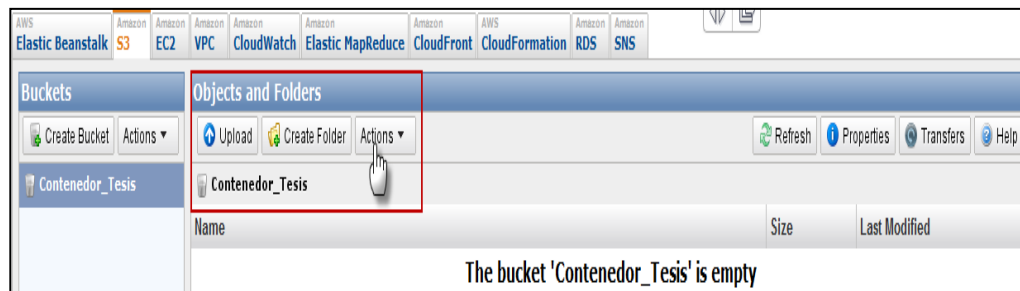 AWS Amazon Amazon Amazon Amazon Amazon Amazon AWS Amazon Amazon
Elastic Beanstalk S3 EC2 VPC CloudWatch Elastic MapReduce CloudFront CloudFormation RDS SNS
Buckets Objects and Folders
Create Bucket Actions Upload Create Folder Actions Refresh Properties Transfers Help
Contenedor_Tesis Contenedor_Tesis
Name Size Last Modified
The bucket 'Contenedor_Tesis' is empty